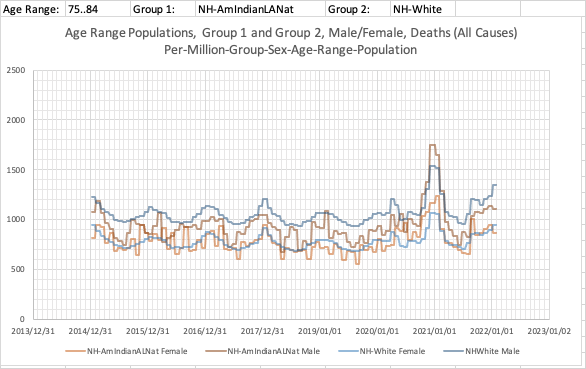 Age Range: 75..84 Group 1: NH-AmIndianLANat Group 2: NH-White
Age Range Populations, Group 1 and Group 2, Male/Female, Deaths (All Causes)
Per-Million-Group-Sex-Age-Range-Population
2500
2000
1500
1000
500
0
2013/12/31 2014/12/31 2015/12/31 2016/12/31 2017/12/31 2019/01/01 2020/01/01 2021/01/01 2022/01/01 2023/01/01
NH-AmIndianALNat Female NH-AmIndianALNat Male NH-White Female NHWhite Male